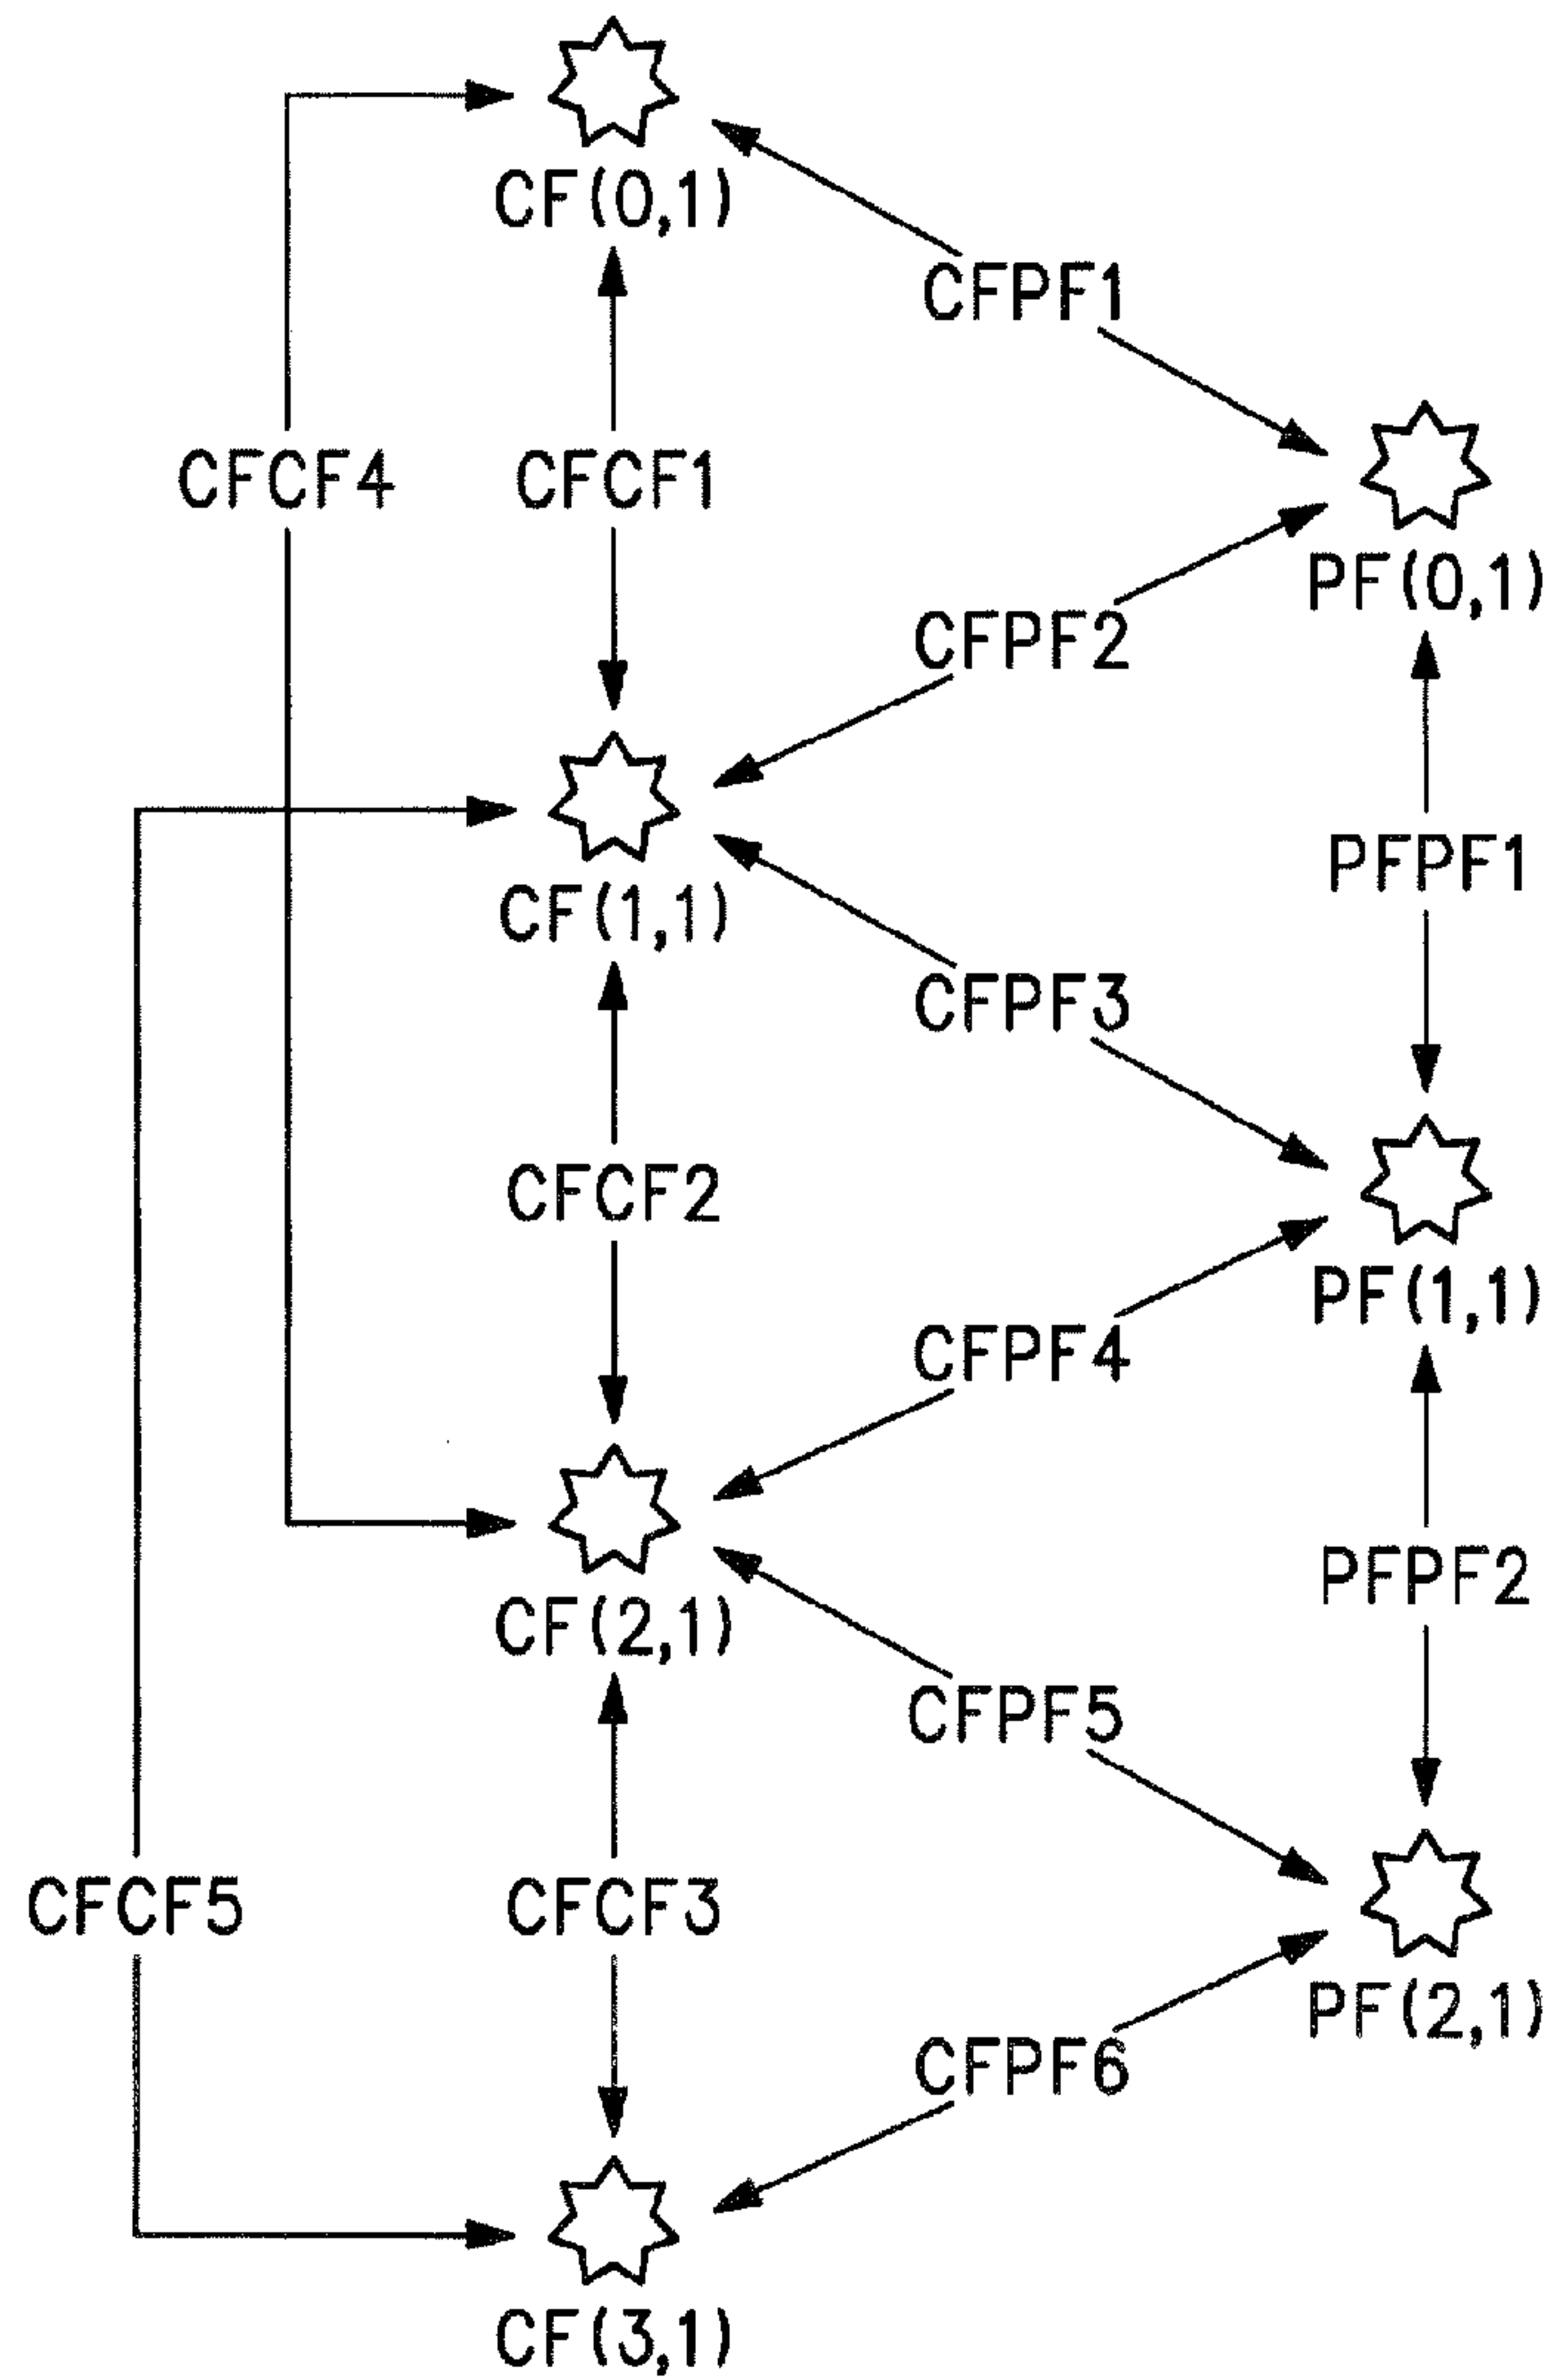 CF(0,1)
CFPF1
CFCF4
CFCF1
PF(0,1)
CFPF2
PFPF1
CF(1,1)
CFPF3
CFCF2
PF(1,1)
CFPF4
PFPF2
CF(2,1)
CFPF5
CFCF5
CFCF3
PF(2,1)
CFPF6
CF(3,1)